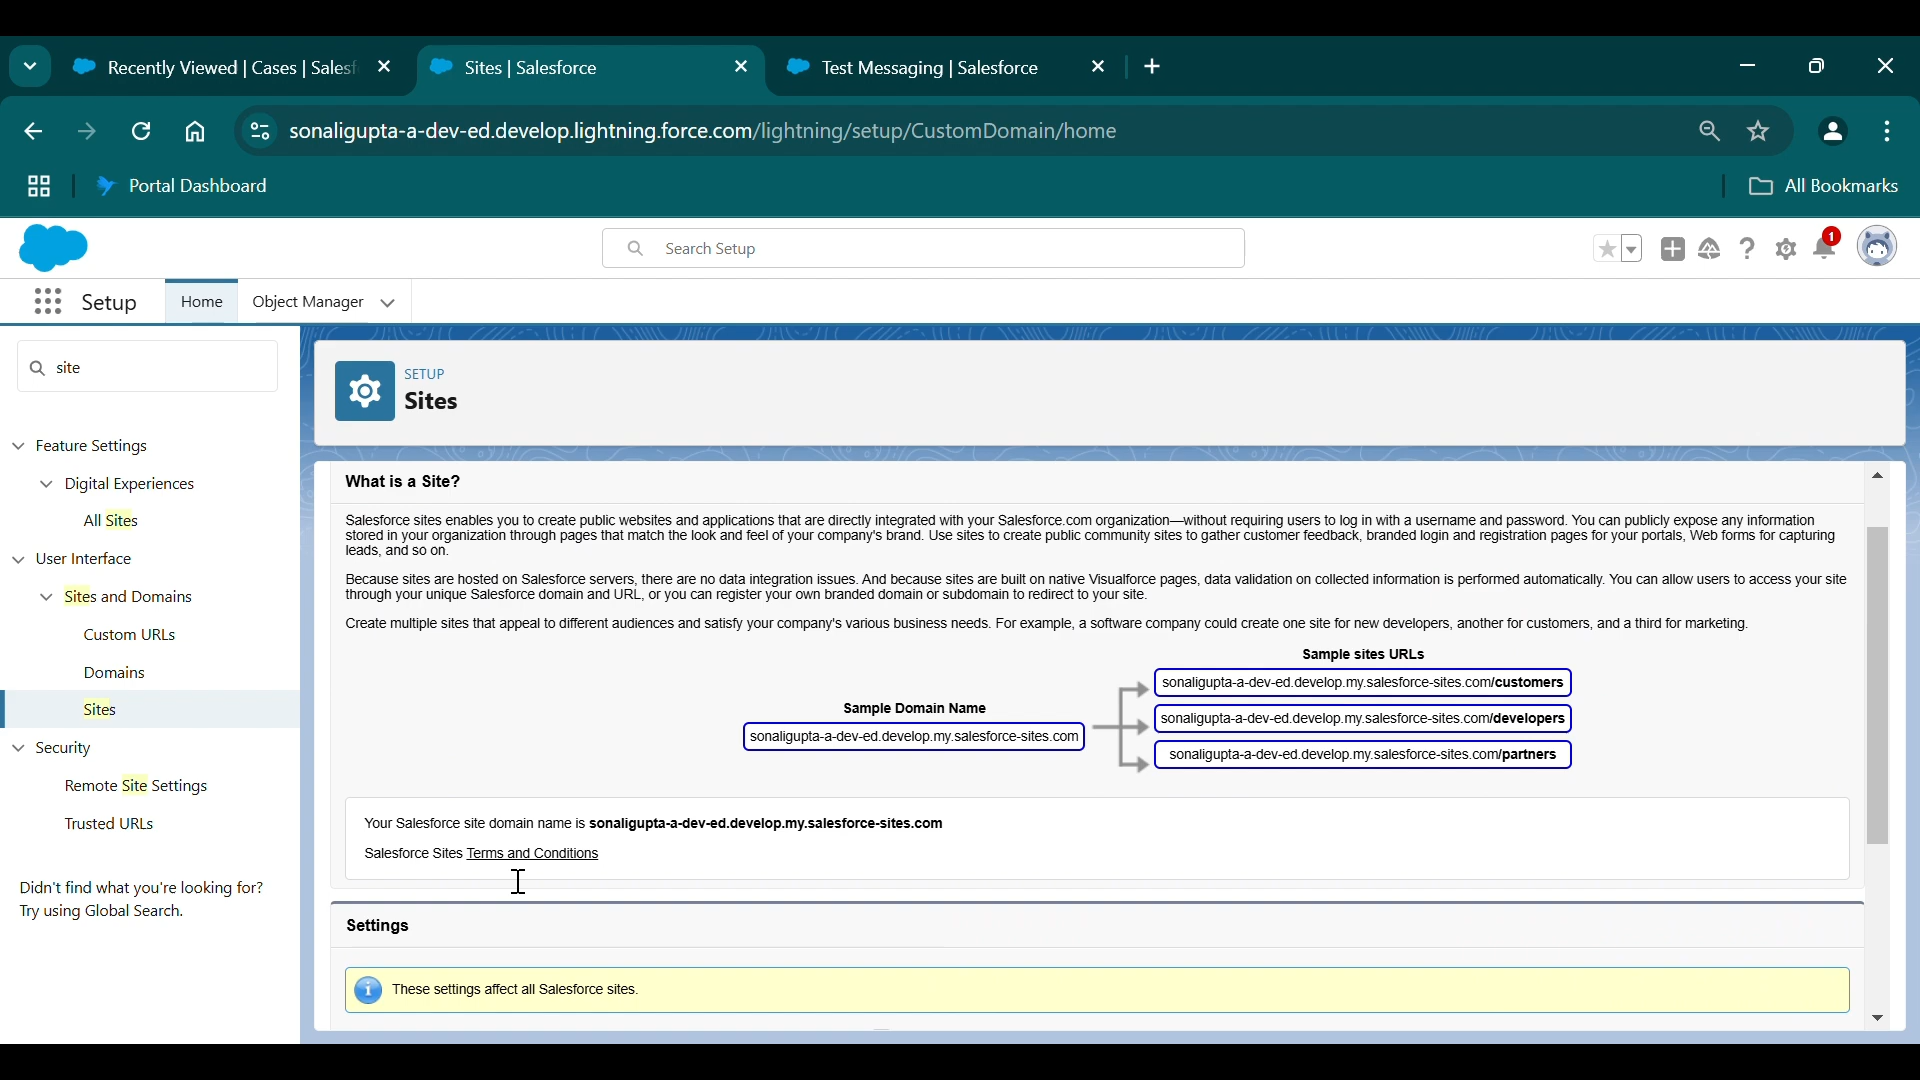 Recently Viewed | Cases | Salesf
Sites | Salesforce
Test Messaging | Salesforce
sonaligupta-a-dev-ed.develop.lightning.force.com/lightning/setup/CustomDomain/home
Portal Dashboard
All Bookmarks
Search Setup
1
Setup
Home
Object Manager
site
Feature Settings
Digital Experiences
All Sites
User Interface
Sites and Domains
Custom URLs
Domains
Sites
Security
Remote Site Settings
Trusted URLs
Didn't find what you're looking for?
Try using Global Search.
SETUP
Sites
What is a Site?
Salesforce sites enables you to create public websites and applications that are directly integrated with your Salesforce.com organization—without requiring users to log in with a username and password. You can publicly expose any information
stored in your organization through pages that match the look and feel of your company's brand. Use sites to create public community sites to gather customer feedback, branded login and registration pages for your portals, Web forms for capturing
leads, and so on.
Because sites are hosted on Salesforce servers, there are no data integration issues. And because sites are built on native Visualforce pages, data validation on collected information is performed automatically. You can allow users to access your site
through your unique Salesforce domain and URL, or you can register your own branded domain or subdomain to redirect to your site.
Create multiple sites that appeal to different audiences and satisfy your company's various business needs. For example, a software company could create one site for new developers, another for customers, and a third for marketing.
Sample sites URLs
sonaligupta-a-dev-ed.develop.my.salesforce-sites.com/customers
Sample Domain Name
sonaligupta-a-dev-ed.develop.my.salesforce-sites.com/developers
sonaligupta-a-dev-ed.develop.my.salesforce-sites.com
sonaligupta-a-dev-ed.develop.my.salesforce-sites.com/partners
Your Salesforce site domain name is sonaligupta-a-dev-ed.develop.my.salesforce-sites.com
Salesforce Sites Terms and Conditions
Settings
These settings affect all Salesforce sites.